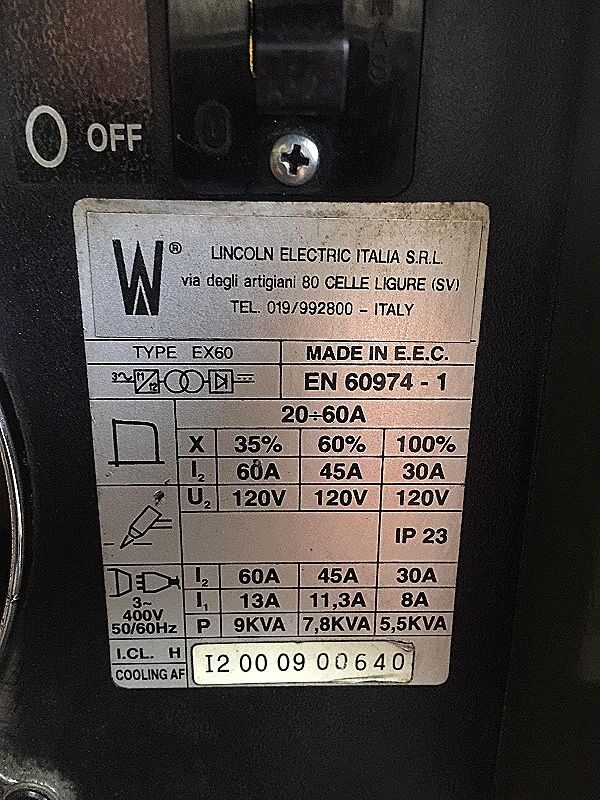 OFF
W®
LINCOLN ELECTRIC ITALIA S.R.L.
via degli artigiani 80 CELLE LIGURE (SV)
TEL. 019/992800 - ITALY
TYPE EX60 MADE IN E.E.C.
3~ f1 f2 EN 60974 - 1
20÷60A
X 35% 60% 100%
I2 60A 45A 30A
U2 120V 120V 120V
IP 23
I2 60A 45A 30A
3~ 400V 50/60Hz
I1 13A 11,3A 8A
P 9KVA 7,8KVA 5,5KVA
I.CL. H
COOLING AF
I2 00 09 00640